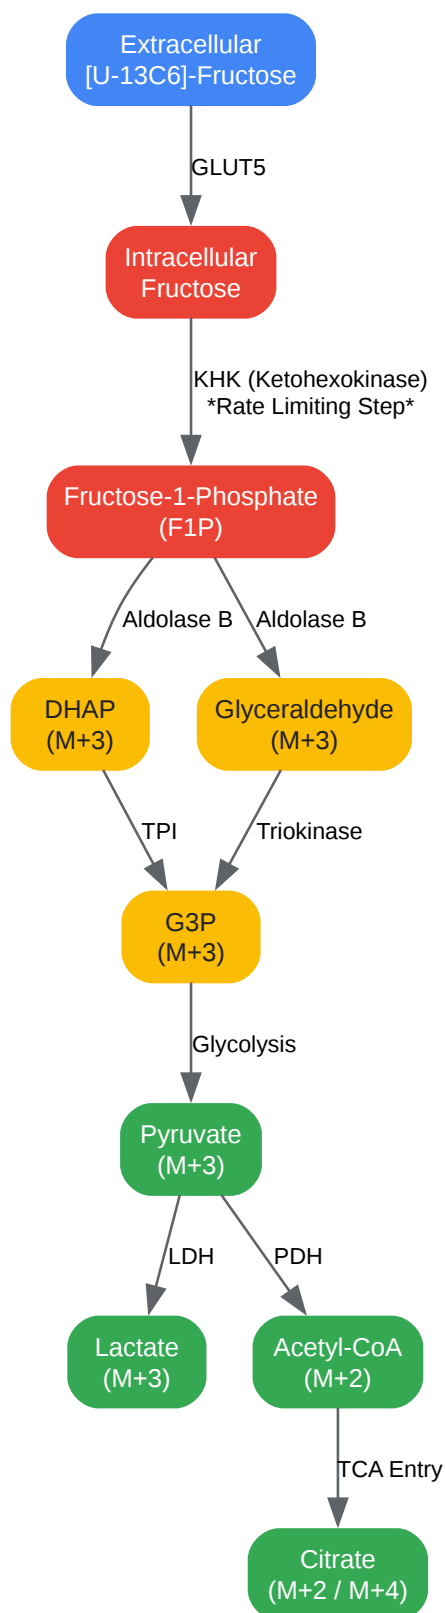 Extracellular
[U-13C6]-Fructose
GLUT5
Intracellular
Fructose
KHK (Ketohexokinase)
*Rate Limiting Step*
Fructose-1-Phosphate
(F1P)
Aldolase B
Aldolase B
DHAP
(M+3)
Glyceraldehyde
(M+3)
TPI
Triokinase
G3P
(M+3)
Glycolysis
Pyruvate
(M+3)
LDH
PDH
Lactate
(M+3)
Acetyl-CoA
(M+2)
TCA Entry
Citrate
(M+2 / M+4)